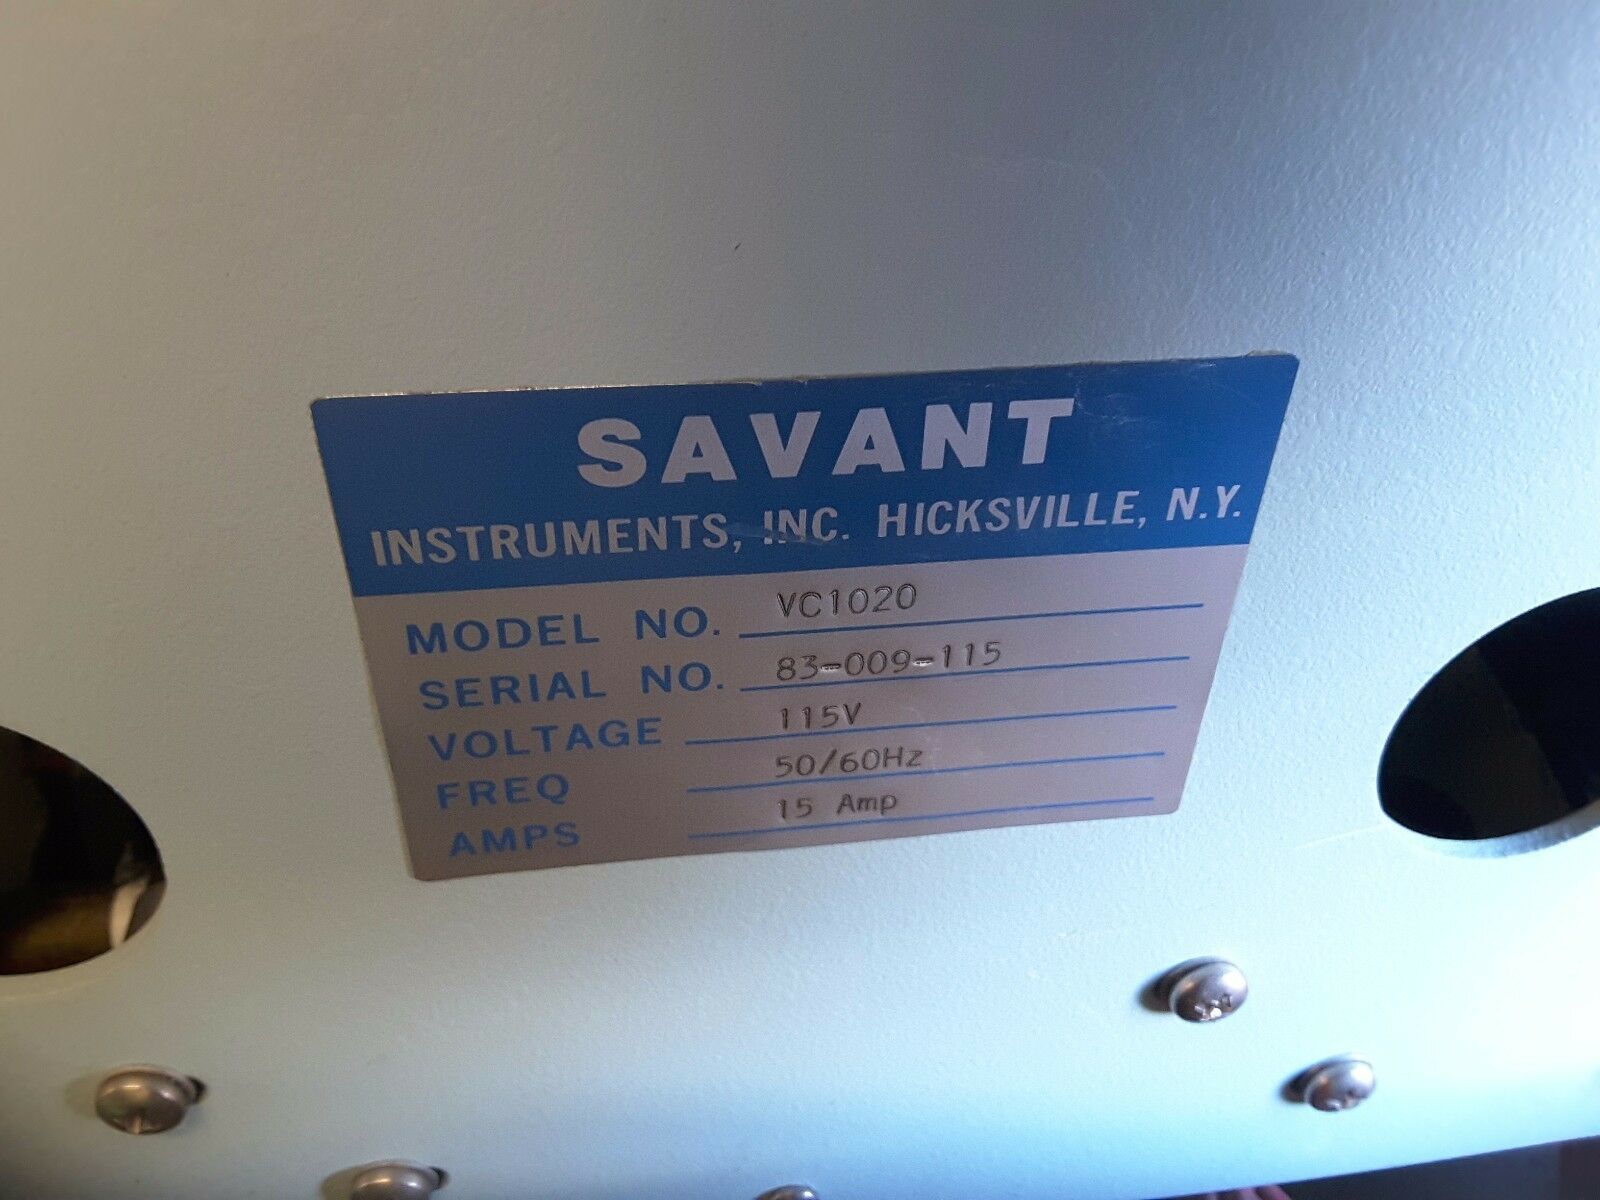 SAVANT
INSTRUMENTS, INC. HICKSVILLE, N.Y.
MODEL NO. VC1020
SERIAL NO. 83-009-115
VOLTAGE 115V
FREQ 50/60Hz
AMPS 15 Amp